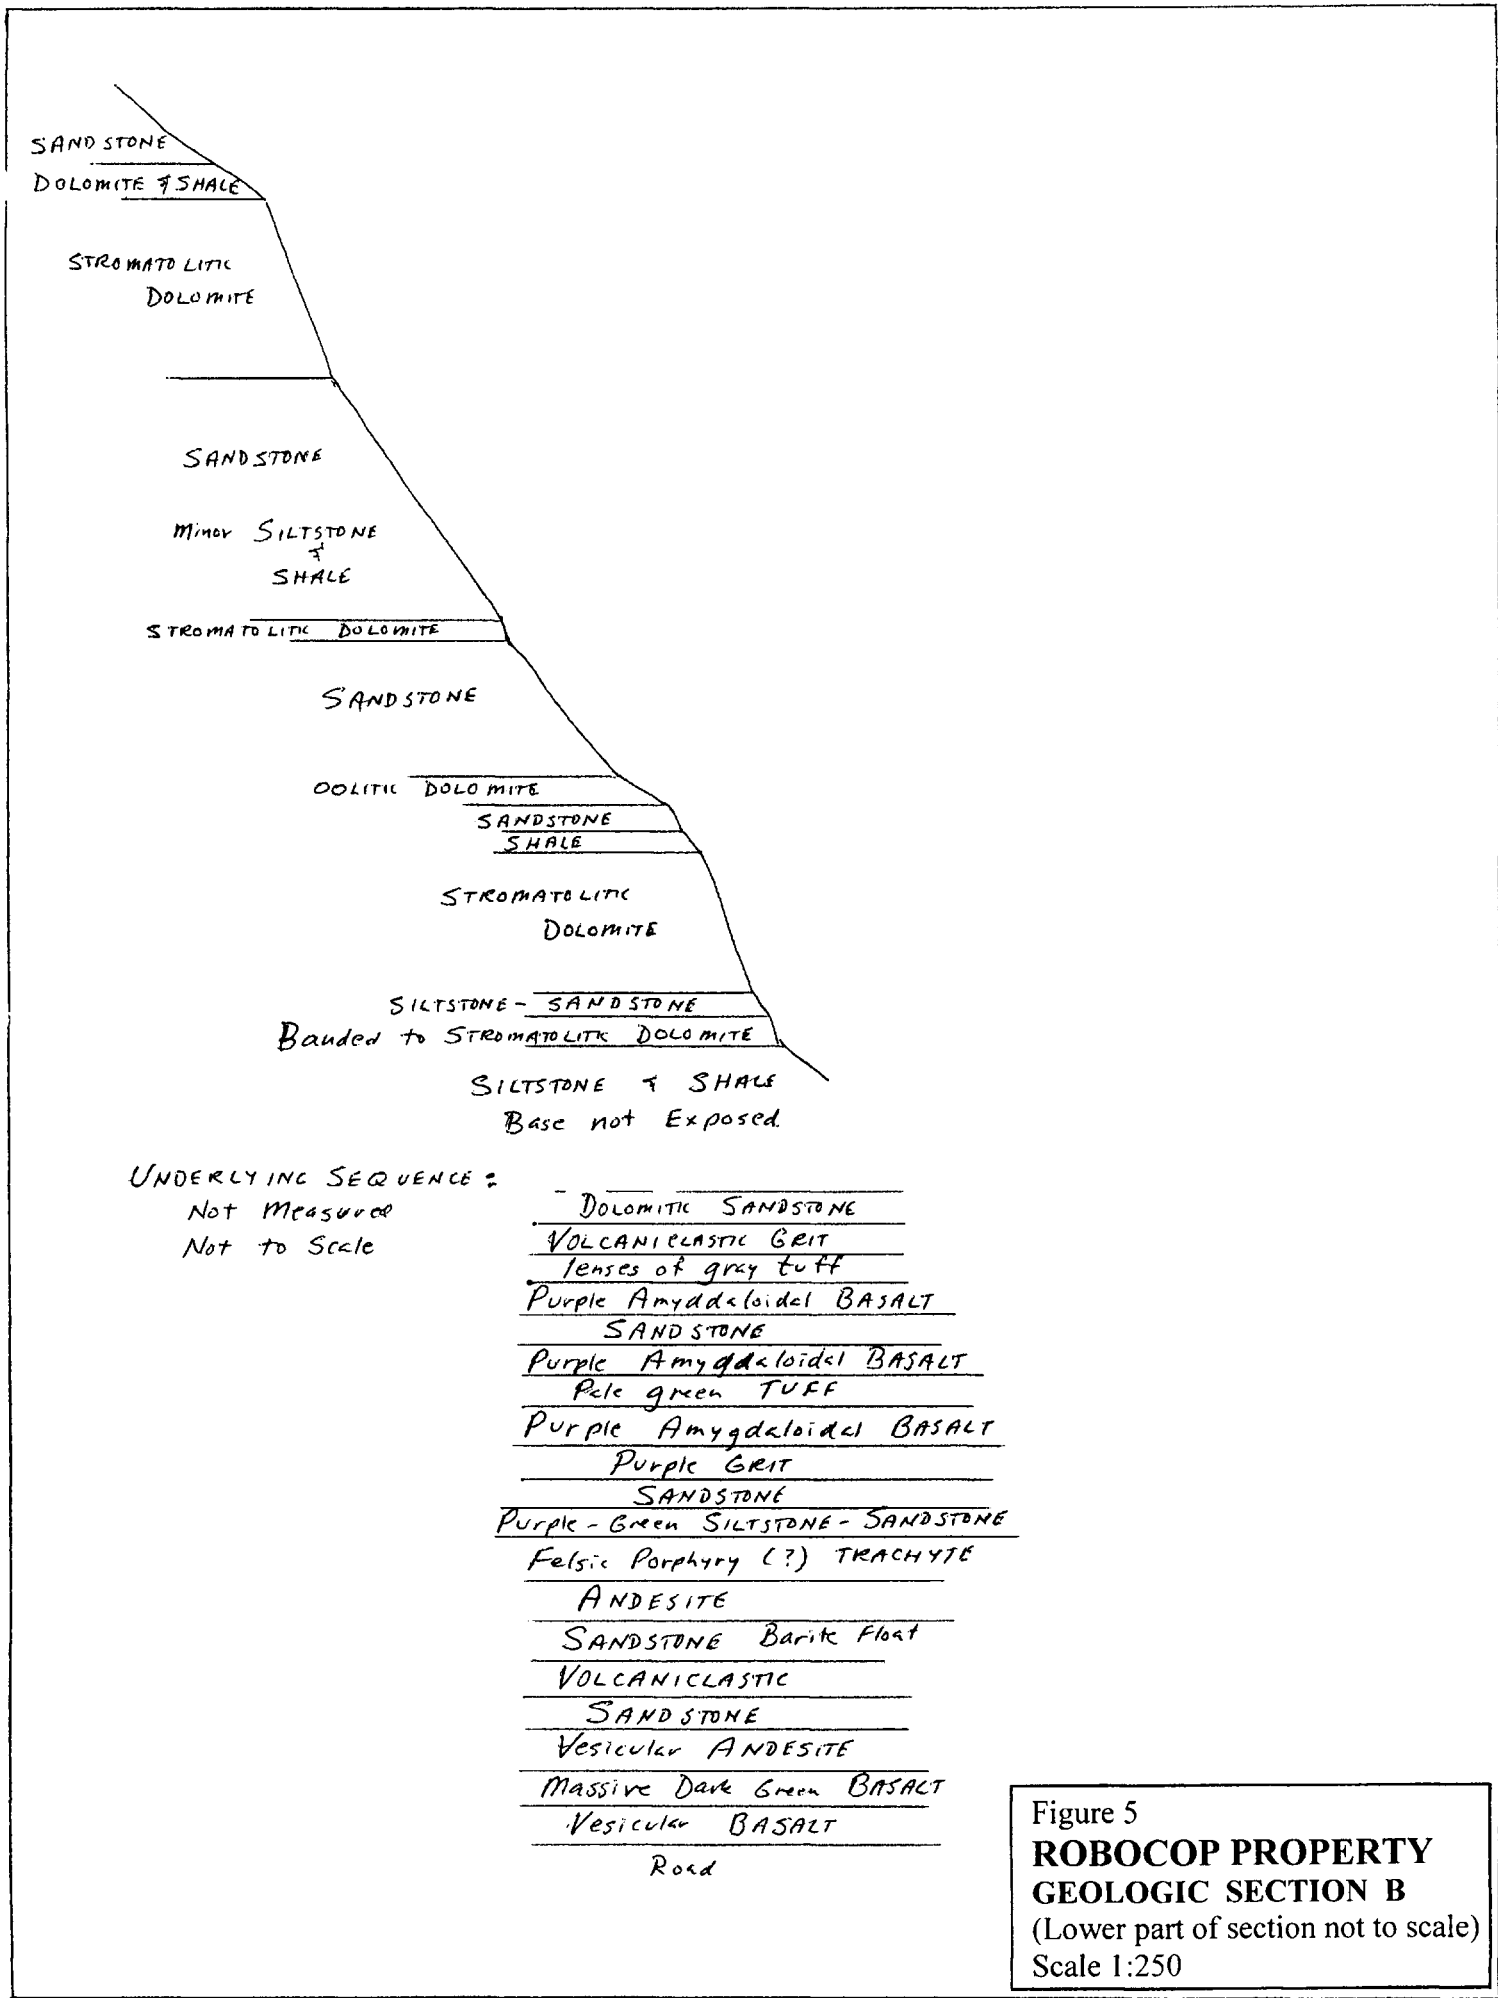 SANDSTONE
DOLOMITE & SHALE
STROMATOLITIC
DOLOMITE
SANDSTONE
Minor SILTSTONE
&
SHALE
STROMATOLITIC DOLOMITE
SANDSTONE
OOLITIC DOLOMITE
SANDSTONE
SHALE
STROMATOLITIC
DOLOMITE
SILTSTONE - SANDSTONE
Banded to STROMATOLITIC DOLOMITE
SILTSTONE & SHALE
Base not Exposed.
UNDERLYING SEQUENCE:
Not Measured
Not to Scale
DOLOMITIC SANDSTONE
VOLCANICLASTIC GRIT
lenses of gray tuff
Purple Amyddaloidal BASALT
SANDSTONE
Purple Amygdaloidal BASALT
Pale green TUFF
Purple Amygdaloidal BASALT
Purple GRIT
SANDSTONE
Purple-Green SILTSTONE-SANDSTONE
Felsic Porphyry (?) TRACHYTE
ANDESITE
SANDSTONE Barite Float
VOLCANICLASTIC
SANDSTONE
Vesicular ANDESITE
Massive Dark Green BASALT
Vesicular BASALT
Road
Figure 5
ROBOCOP PROPERTY
GEOLOGIC SECTION B
(Lower part of section not to scale)
Scale 1:250